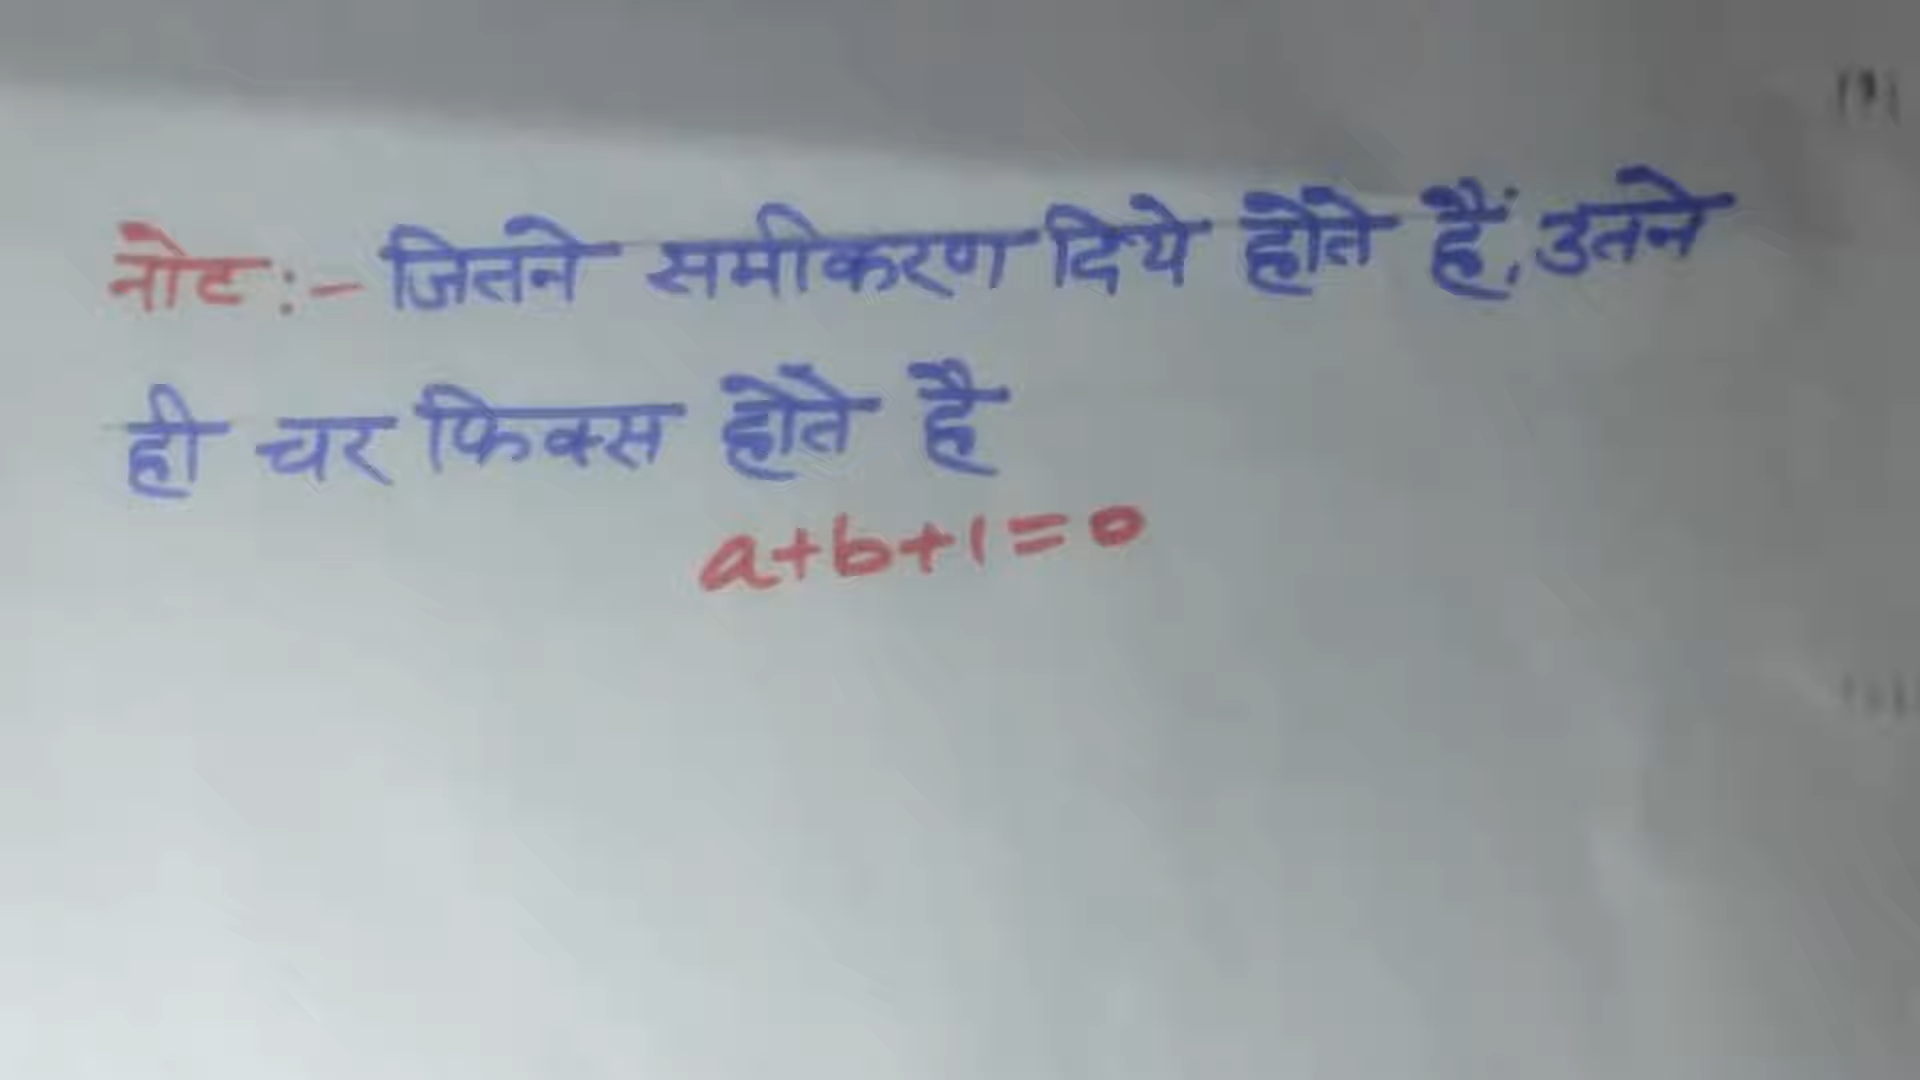 नोट :- जितने समीकरण दिये होते हैं, उतने
ही चर फिक्स होते है
a+b+1=0